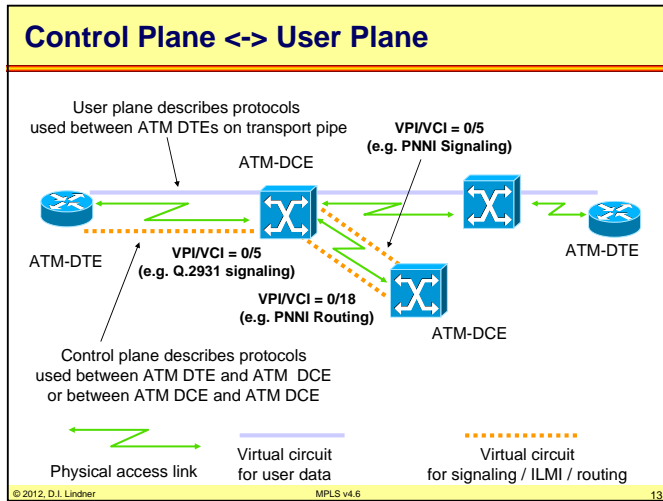 Control Plane <-> User Plane
User plane describes protocols
used between ATM DTEs on transport pipe
VPI/VCI = 0/5
(e.g. PNNI Signaling)
ATM-DCE
ATM-DTE
VPI/VCI = 0/5
(e.g. Q.2931 signaling)
ATM-DTE
VPI/VCI = 0/18
(e.g. PNNI Routing)
ATM-DCE
Control plane describes protocols
used between ATM DTE and ATM DCE
or between ATM DCE and ATM DCE
Physical access link
Virtual circuit
for user data
Virtual circuit
for signaling / ILMI / routing
© 2012, D.I. Lindner
MPLS v4.6
13